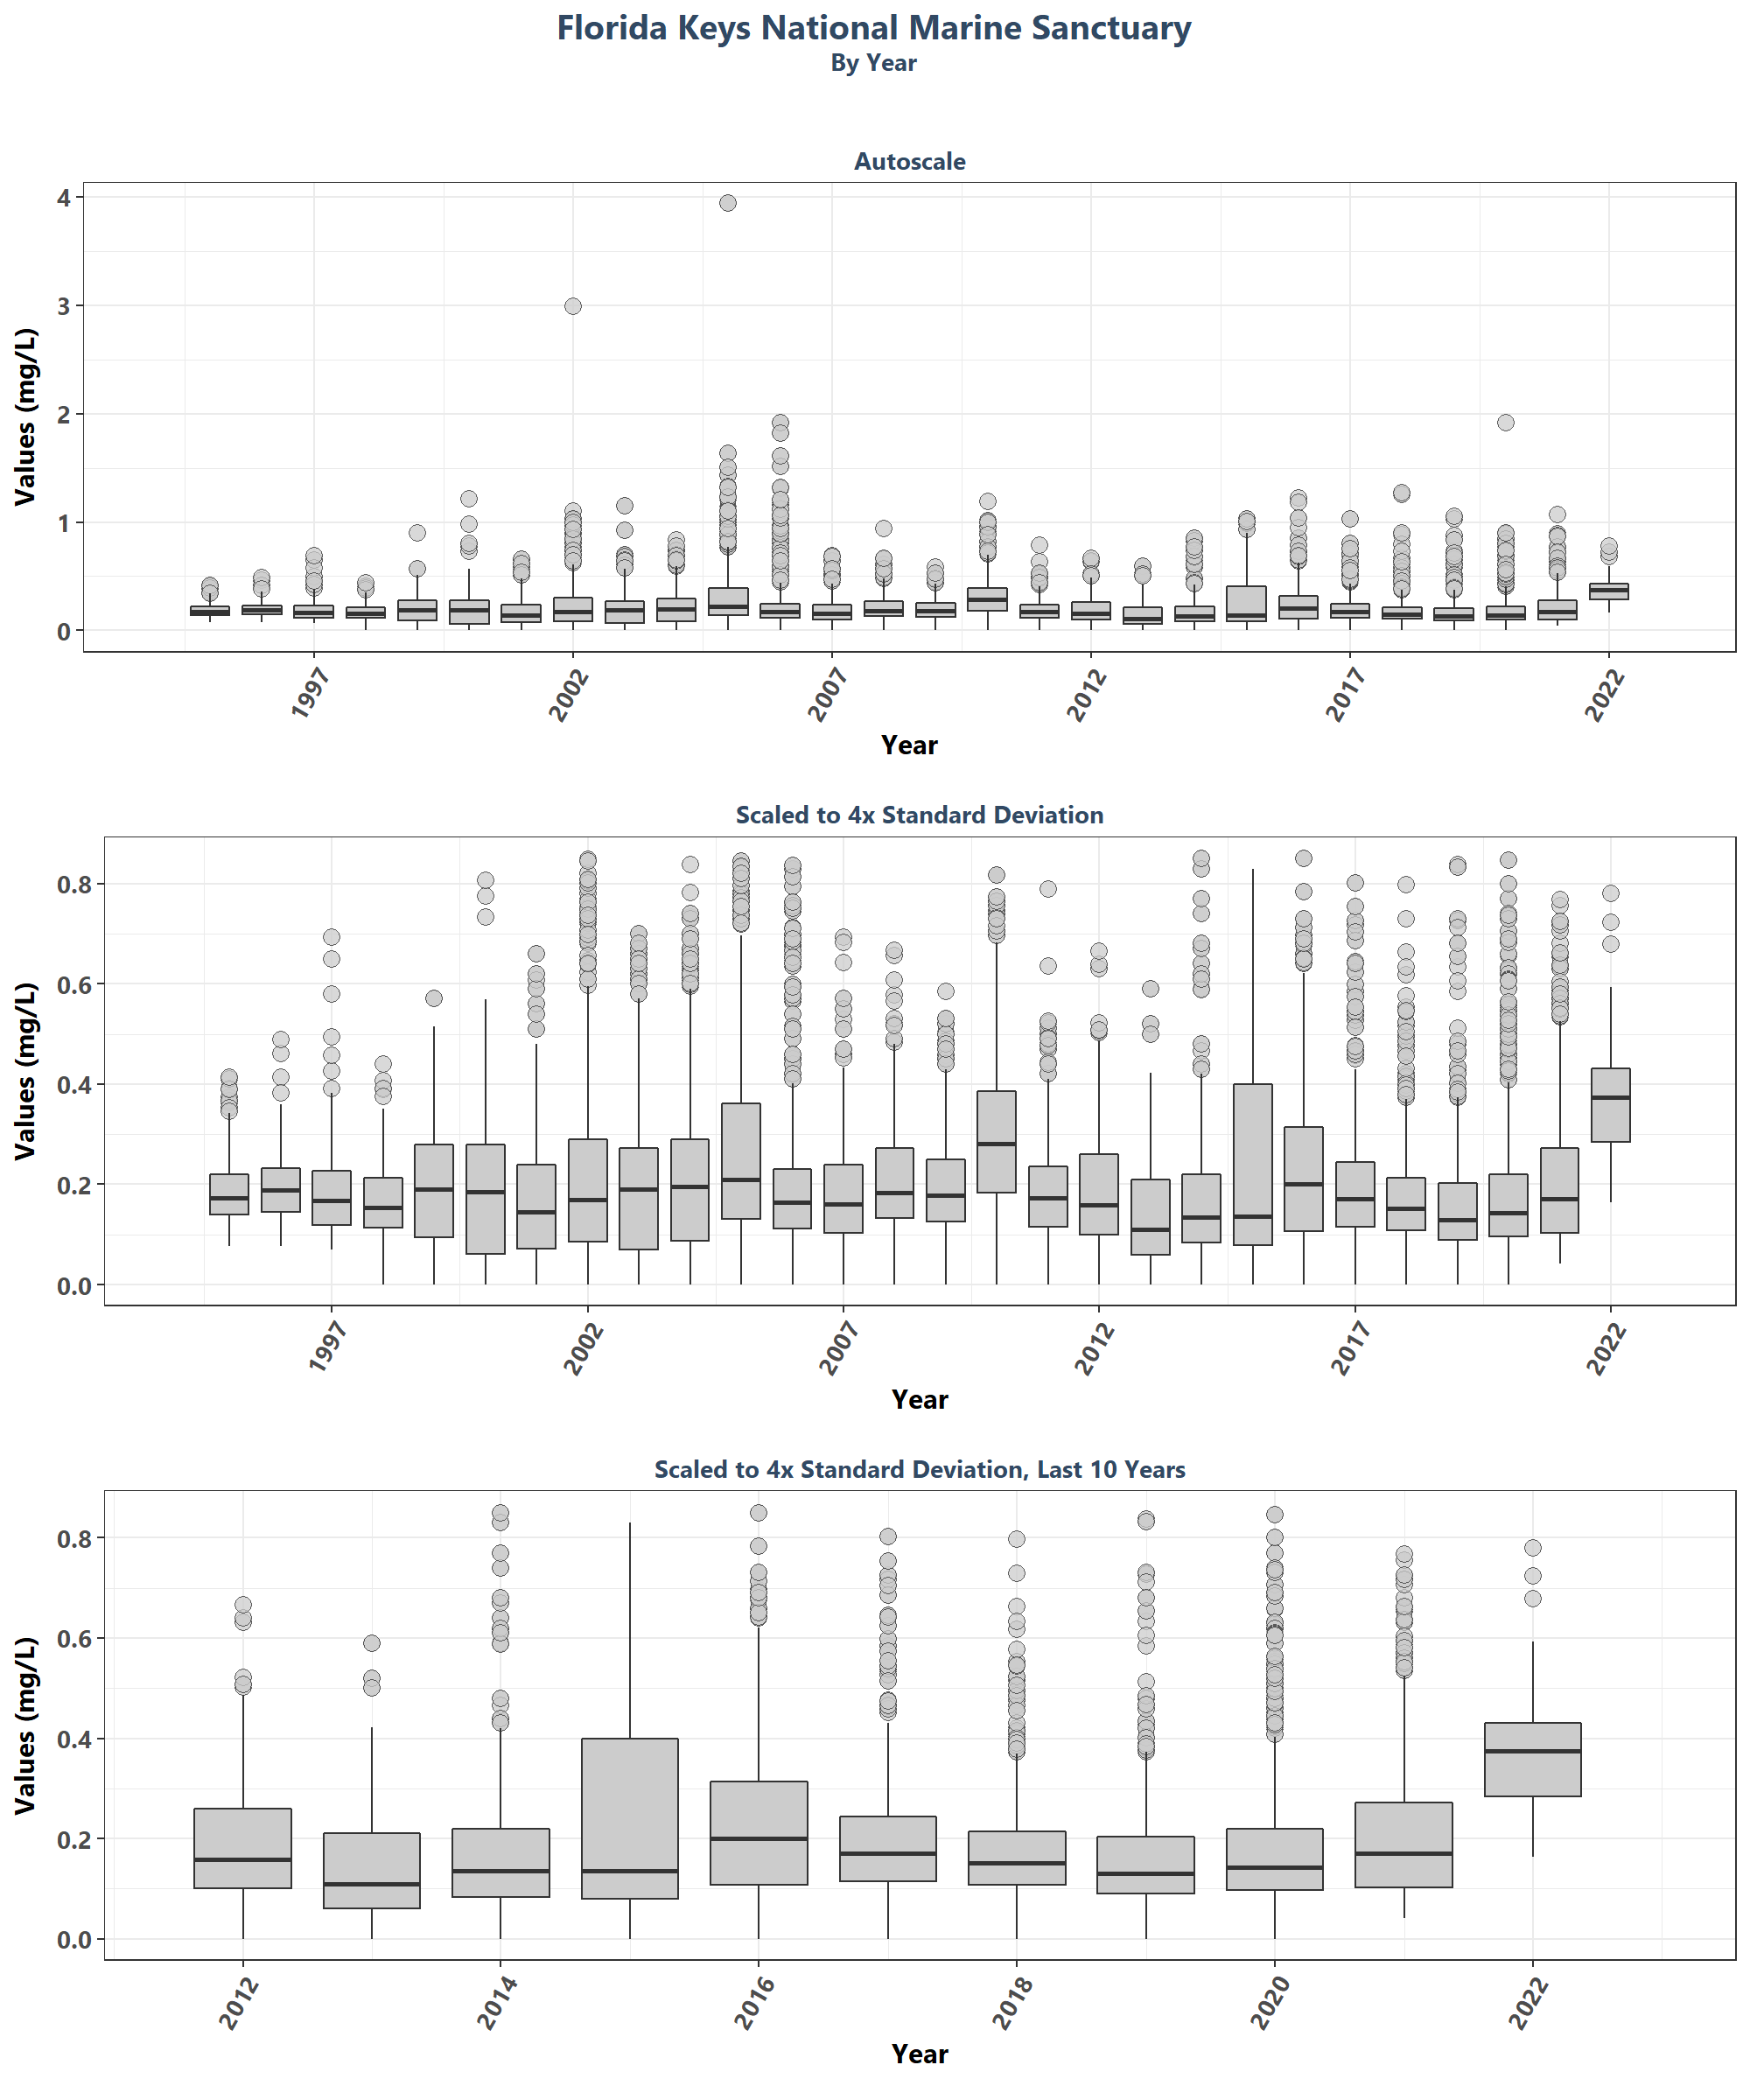 Florida Keys National Marine Sanctuary
By Year
Autoscale
Values (mg/L)
4
3
2
1
0
1997 2002 2007 2012 2017 2022
Year
Scaled to 4x Standard Deviation
Values (mg/L)
0.8
0.6
0.4
0.2
0.0
1997 2002 2007 2012 2017 2022
Year
Scaled to 4x Standard Deviation, Last 10 Years
Values (mg/L)
0.8
0.6
0.4
0.2
0.0
2012 2014 2016 2018 2020 2022
Year